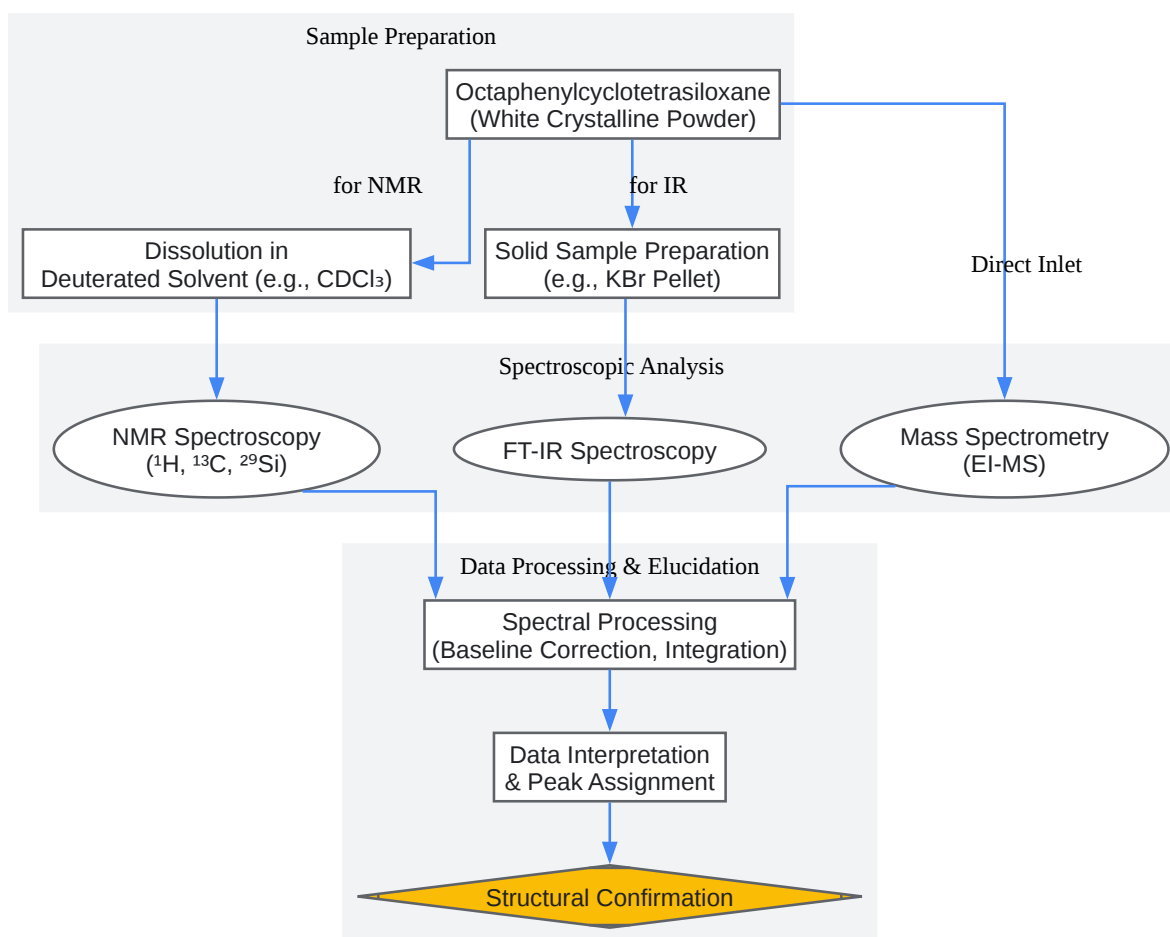 Sample Preparation
Octaphenylcyclotetrasiloxane
(White Crystalline Powder)
for NMR
for IR
Dissolution in
Deuterated Solvent (e.g., CDCl₃)
Solid Sample Preparation
(e.g., KBr Pellet)
Direct Inlet
Spectroscopic Analysis
NMR Spectroscopy
(¹H, ¹³C, ²⁹Si)
FT-IR Spectroscopy
Mass Spectrometry
(EI-MS)
Data Processing & Elucidation
Spectral Processing
(Baseline Correction, Integration)
Data Interpretation
& Peak Assignment
Structural Confirmation